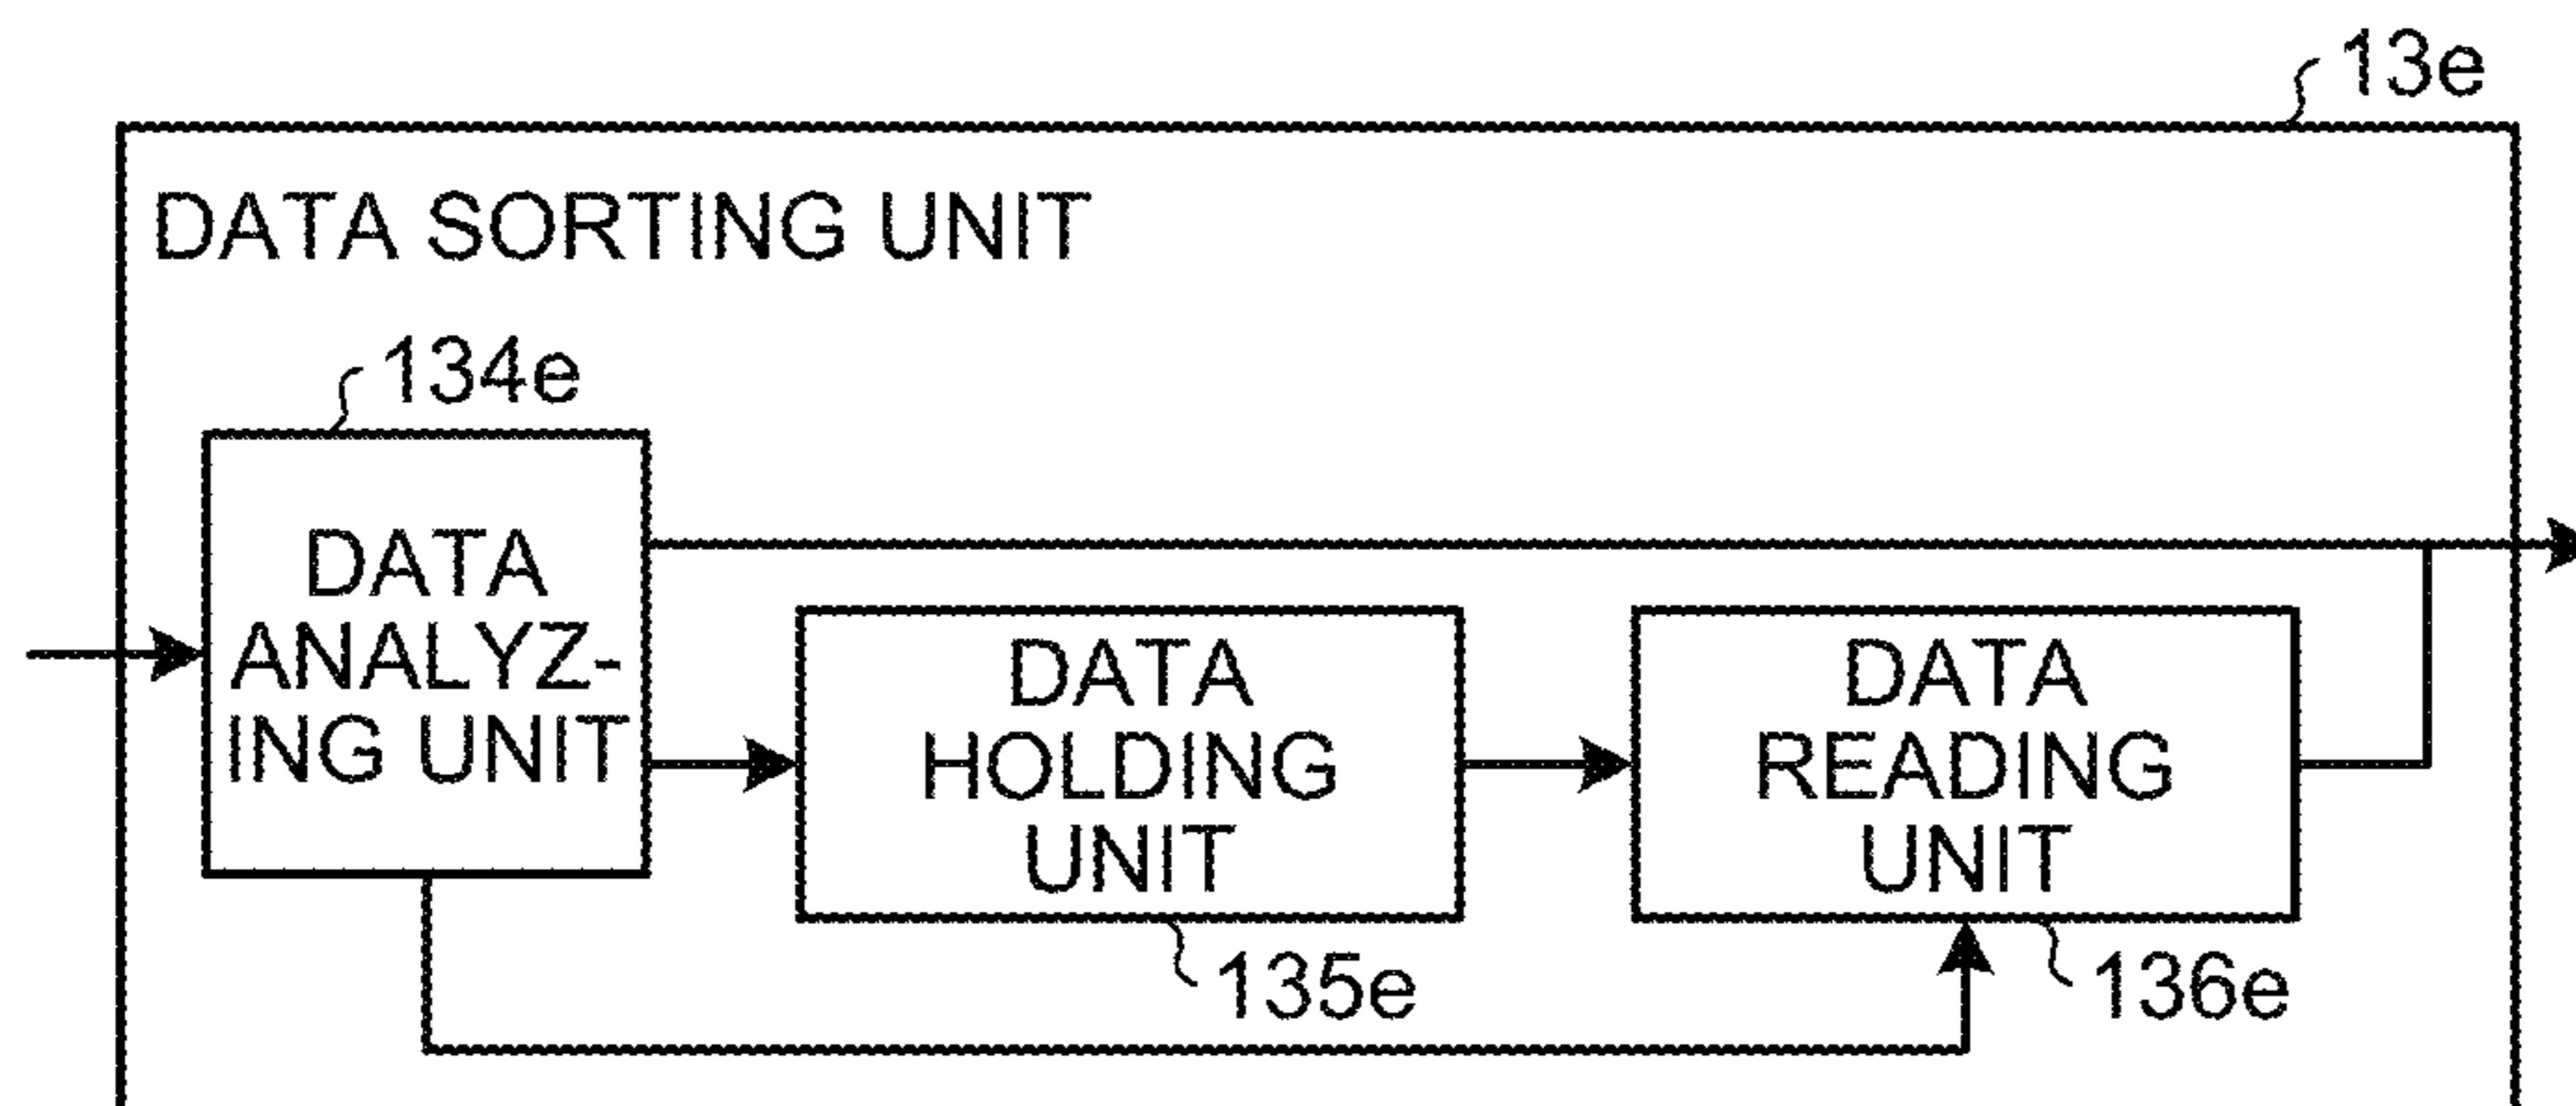 13e
DATA SORTING UNIT
134e
DATA
ANALYZ-
ING UNIT
DATA
HOLDING
UNIT
DATA
READING
UNIT
135e
136e